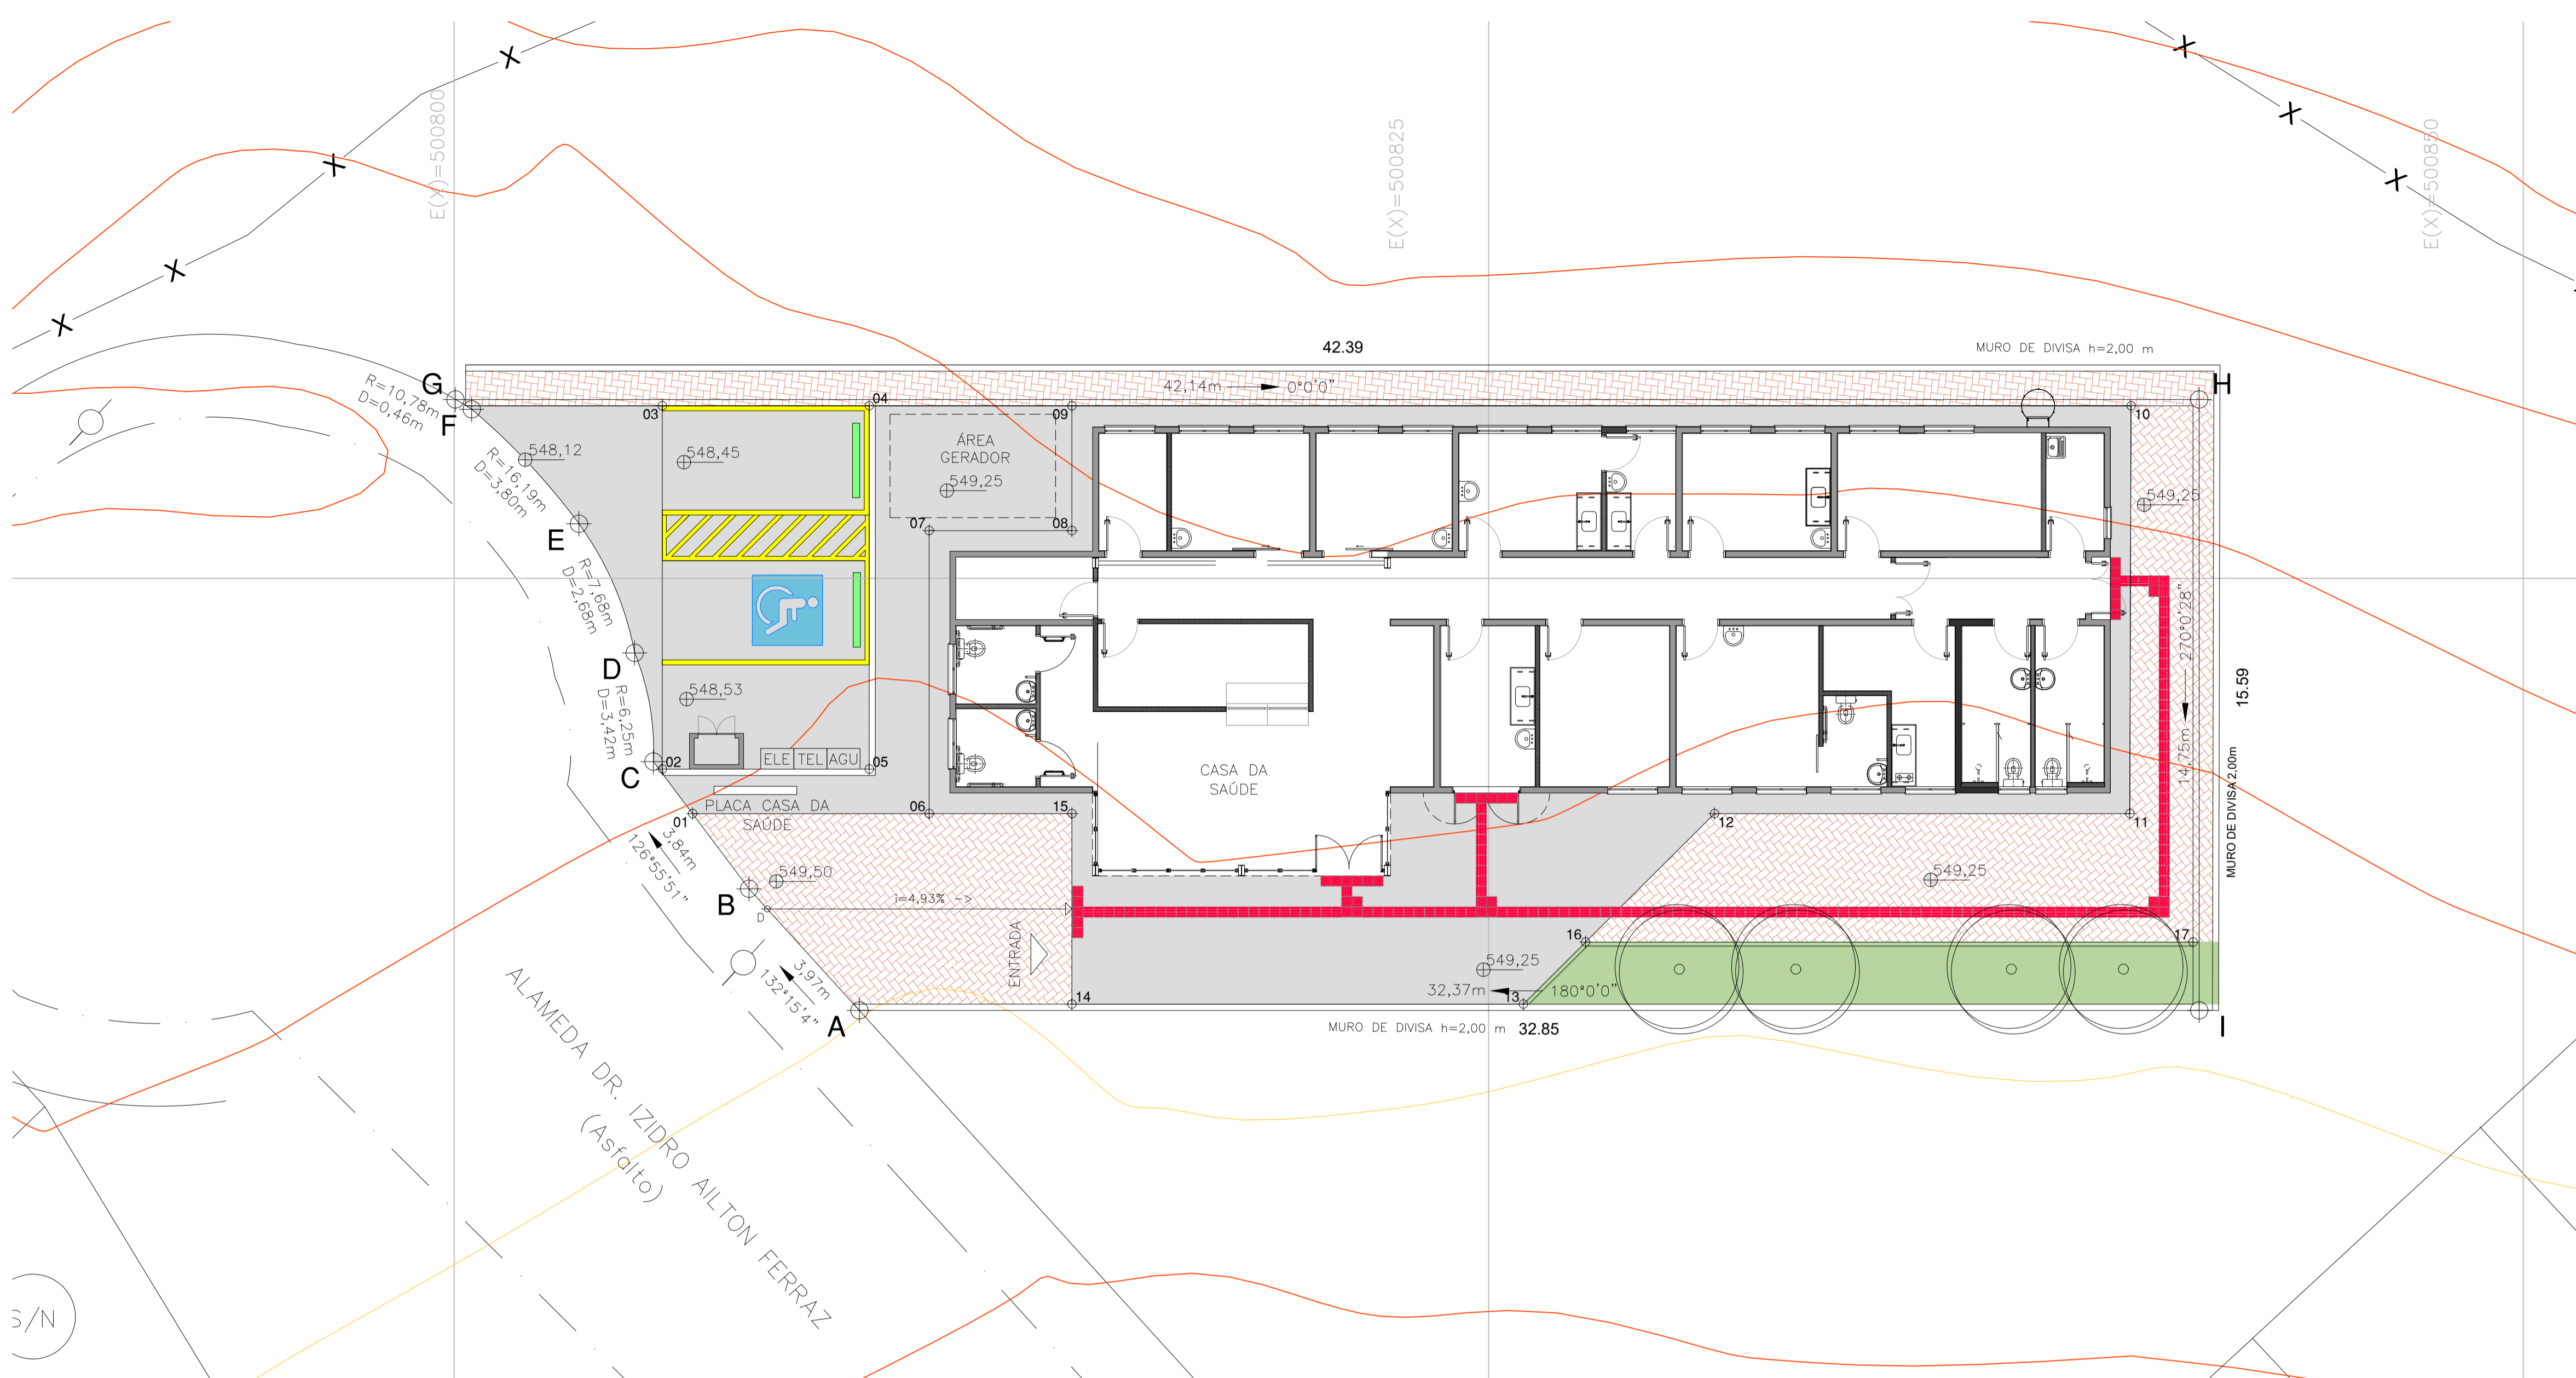 X
X
X
X
X
X
X
E(X)=500800
E(X)=500825
E(X)=500850
42.39
MURO DE DIVISA h=2,00 m
G
H
42,14m
0°0'0"
R=10,78m
D=0,46m
F
03
04
09
10
548,12
548,45
ÁREA
GERADOR
549,25
549,25
R=16,19m
D=3,80m
07
08
E
R=7,68m
D=2,68m
D
270°0'28"
14,75m
15.59
MURO DE DIVISA 2,00m
548,53
R=6,25m
D=3,42m
C
02
ELE
TEL
AGU
05
CASA DA
SAÚDE
PLACA CASA DA
SAÚDE
01
06
15
12
11
3,84m
126°55'51"
549,50
549,25
B
D
i=4,93% ->
ENTRADA
16
17
549,25
3,97m
132°15'4"
14
32,37m
13
180°0'0"
A
MURO DE DIVISA h=2,00 m
32.85
I
ALAMEDA DR. IZIDRO AILTON FERRAZ
(Asfalto)
S/N